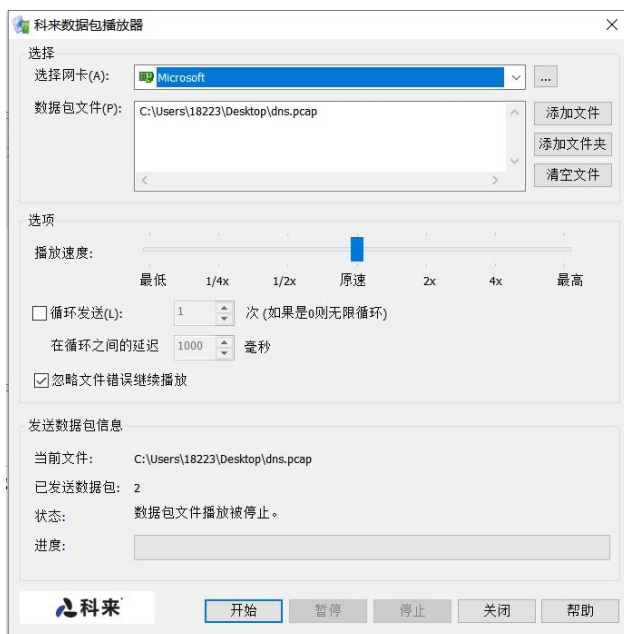 科来数据包播放器
选择
选择网卡(A): Microsoft ...
数据包文件(P): C:\Users\18223\Desktop\dns.pcap 添加文件
添加文件夹
清空文件
选项
播放速度:
最低 1/4x 1/2x 原速 2x 4x 最高
循环发送(L): 1 次 (如果是0则无限循环)
在循环之间的延迟 1000 毫秒
忽略文件错误继续播放
发送数据包信息
当前文件: C:\Users\18223\Desktop\dns.pcap
已发送数据包: 2
状态: 数据包文件播放被停止。
进度:
科来 开始 暂停 停止 关闭 帮助